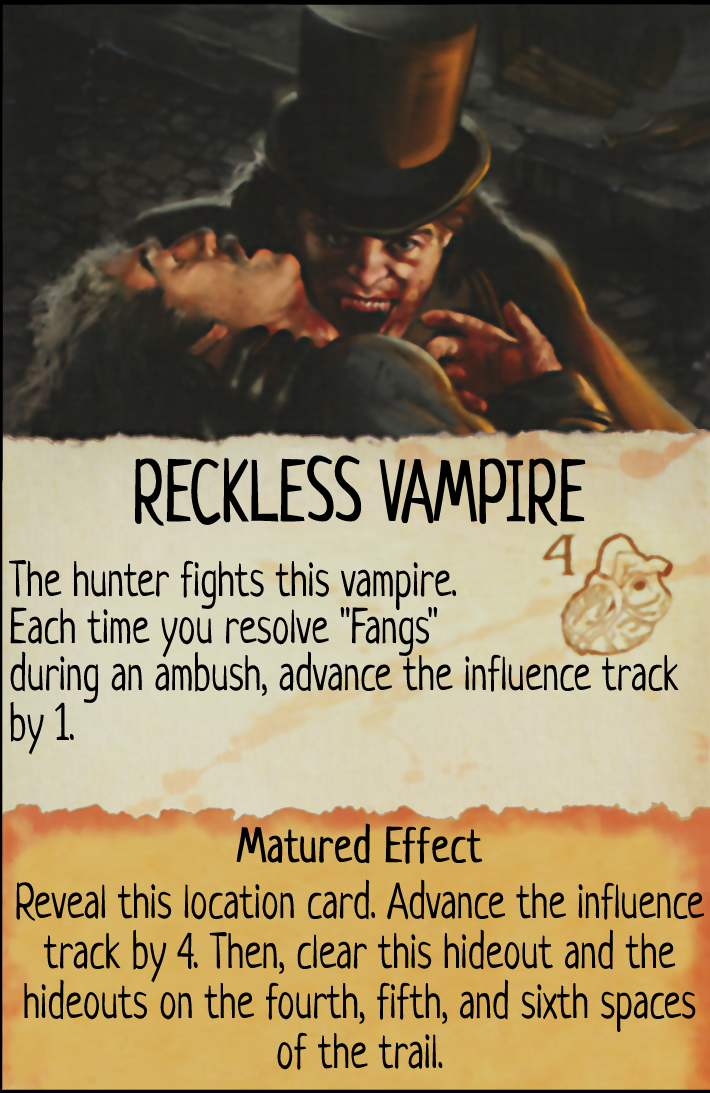 RECKLESS VAMPIRE
4
The hunter fights this vampire.
Each time you resolve "Fangs"
during an ambush, advance the influence track
by 1.
Matured Effect
Reveal this location card. Advance the influence
track by 4. Then, clear this hideout and the
hideouts on the fourth, fifth, and sixth spaces
of the trail.